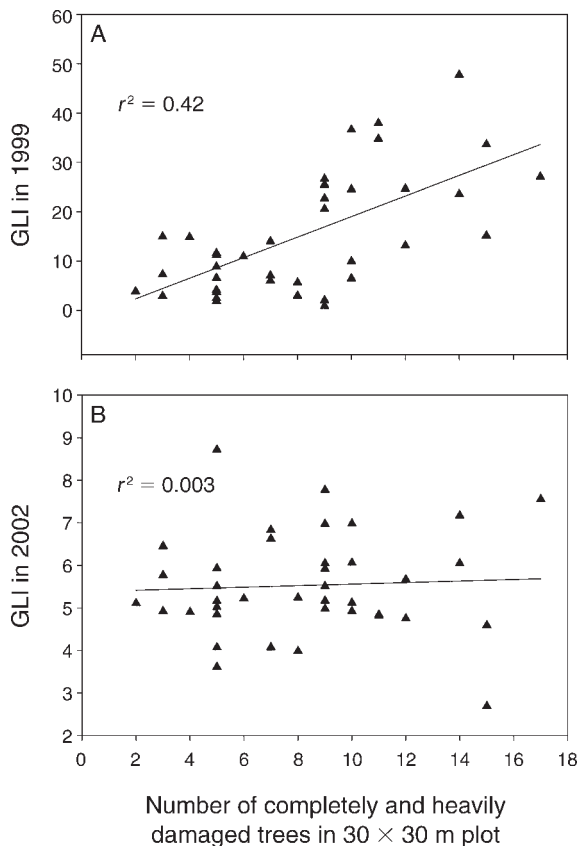 A
r² = 0.42
GLI in 1999
60
50
40
30
20
10
0
B
r² = 0.003
GLI in 2002
10
9
8
7
6
5
4
3
2
0 2 4 6 8 10 12 14 16 18
Number of completely and heavily
damaged trees in 30 × 30 m plot